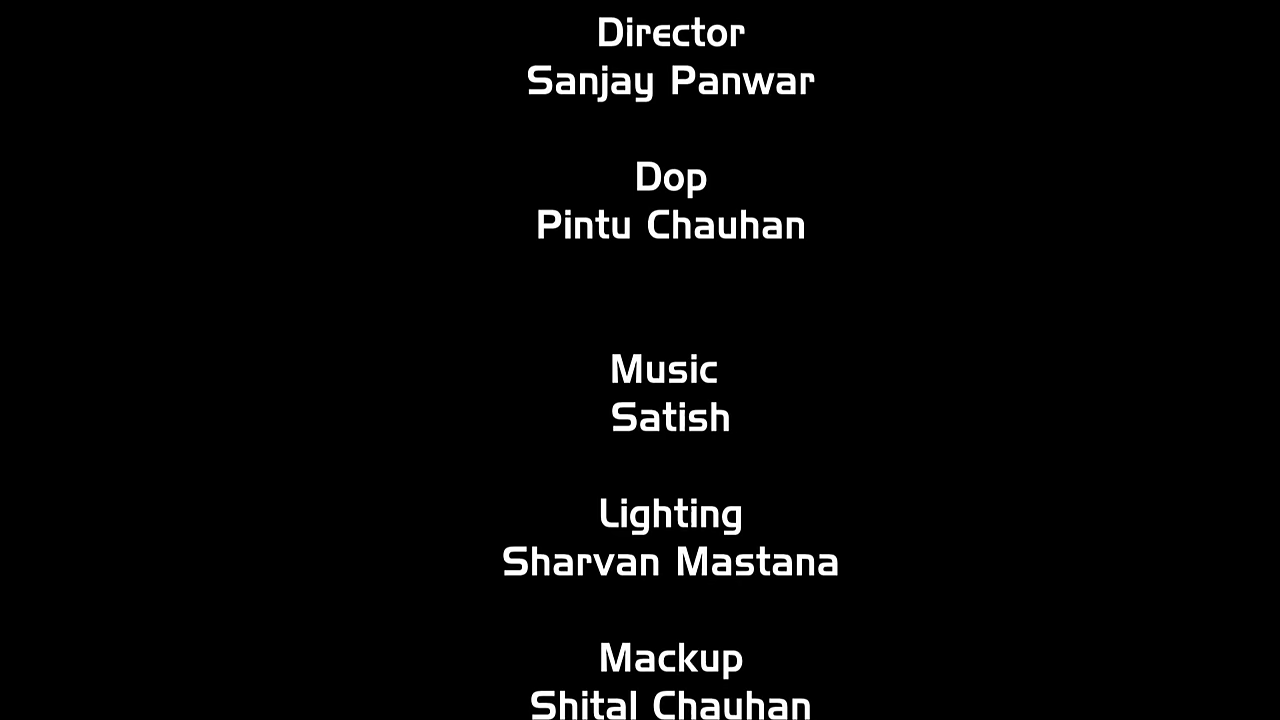 Director
Sanjay Panwar
Dop
Pintu Chauhan
Music
Satish
Lighting
Sharvan Mastana
Mackup
Shital Chauhan